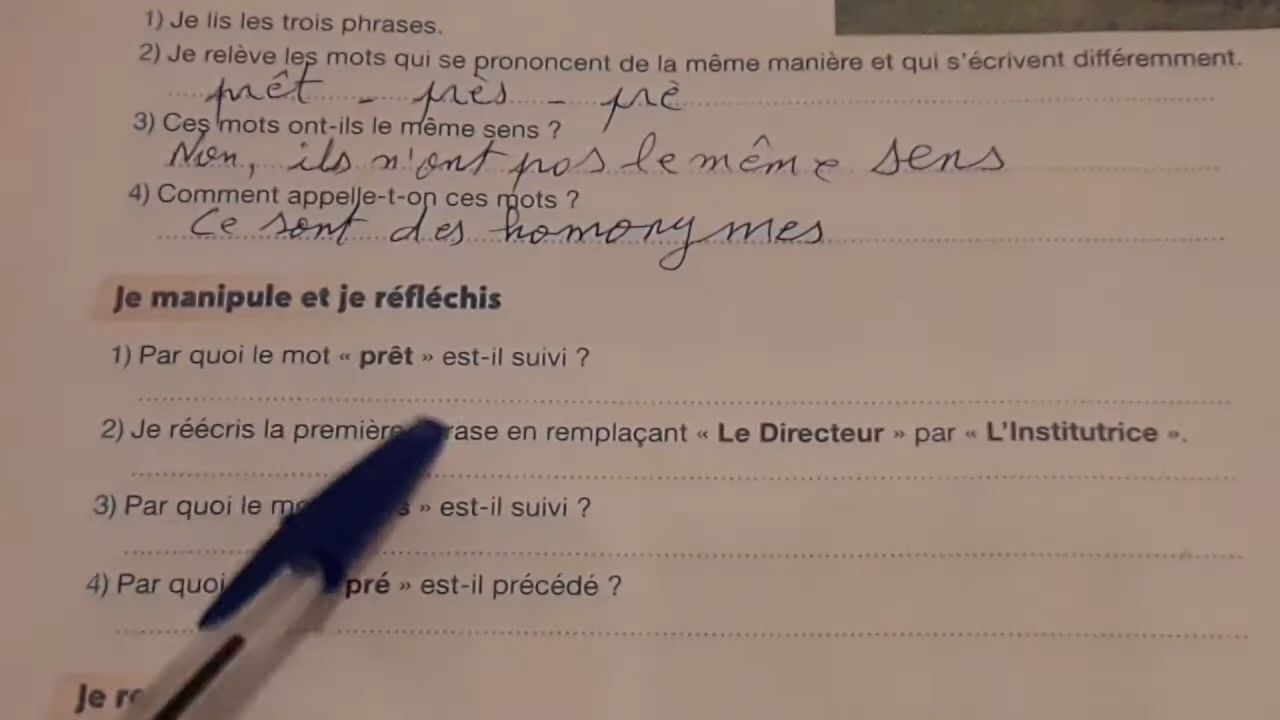 1) Je lis les trois phrases.
2) Je relève les mots qui se prononcent de la même manière et qui s'écrivent différemment.
prêt - près - prè
3) Ces mots ont-ils le même sens ?
Non, ils n'ont pas le même sens
4) Comment appelle-t-on ces mots ?
Ce sont des homonymes
Je manipule et je réfléchis
1) Par quoi le mot « prêt » est-il suivi ?
2) Je réécris la première en remplaçant « Le Directeur » par « L'Institutrice ».
3) Par quoi le » est-il suivi ?
4) Par quoi pré » est-il précédé ?
Je